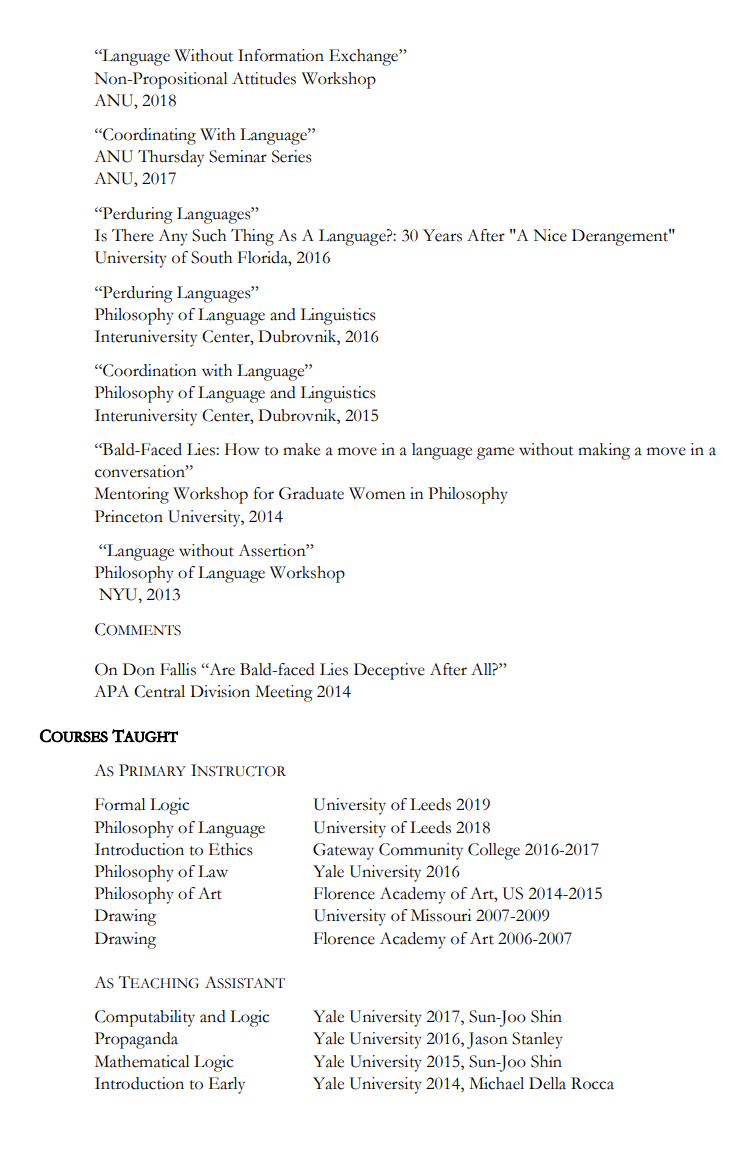 “Language Without Information Exchange”
Non-Propositional Attitudes Workshop
ANU, 2018
“Coordinating With Language”
ANU Thursday Seminar Series
ANU, 2017
“Perduring Languages”
Is There Any Such Thing As A Language?: 30 Years After "A Nice Derangement"
University of South Florida, 2016
“Perduring Languages”
Philosophy of Language and Linguistics
Interuniversity Center, Dubrovnik, 2016
“Coordination with Language”
Philosophy of Language and Linguistics
Interuniversity Center, Dubrovnik, 2015
“Bald-Faced Lies: How to make a move in a language game without making a move in a
conversation”
Mentoring Workshop for Graduate Women in Philosophy
Princeton University, 2014
“Language without Assertion”
Philosophy of Language Workshop
NYU, 2013
COMMENTS
On Don Fallis “Are Bald-faced Lies Deceptive After All?”
APA Central Division Meeting 2014
COURSES TAUGHT
AS PRIMARY INSTRUCTOR
Formal Logic University of Leeds 2019
Philosophy of Language University of Leeds 2018
Introduction to Ethics Gateway Community College 2016-2017
Philosophy of Law Yale University 2016
Philosophy of Art Florence Academy of Art, US 2014-2015
Drawing University of Missouri 2007-2009
Drawing Florence Academy of Art 2006-2007
AS TEACHING ASSISTANT
Computability and Logic Yale University 2017, Sun-Joo Shin
Propaganda Yale University 2016, Jason Stanley
Mathematical Logic Yale University 2015, Sun-Joo Shin
Introduction to Early Yale University 2014, Michael Della Rocca